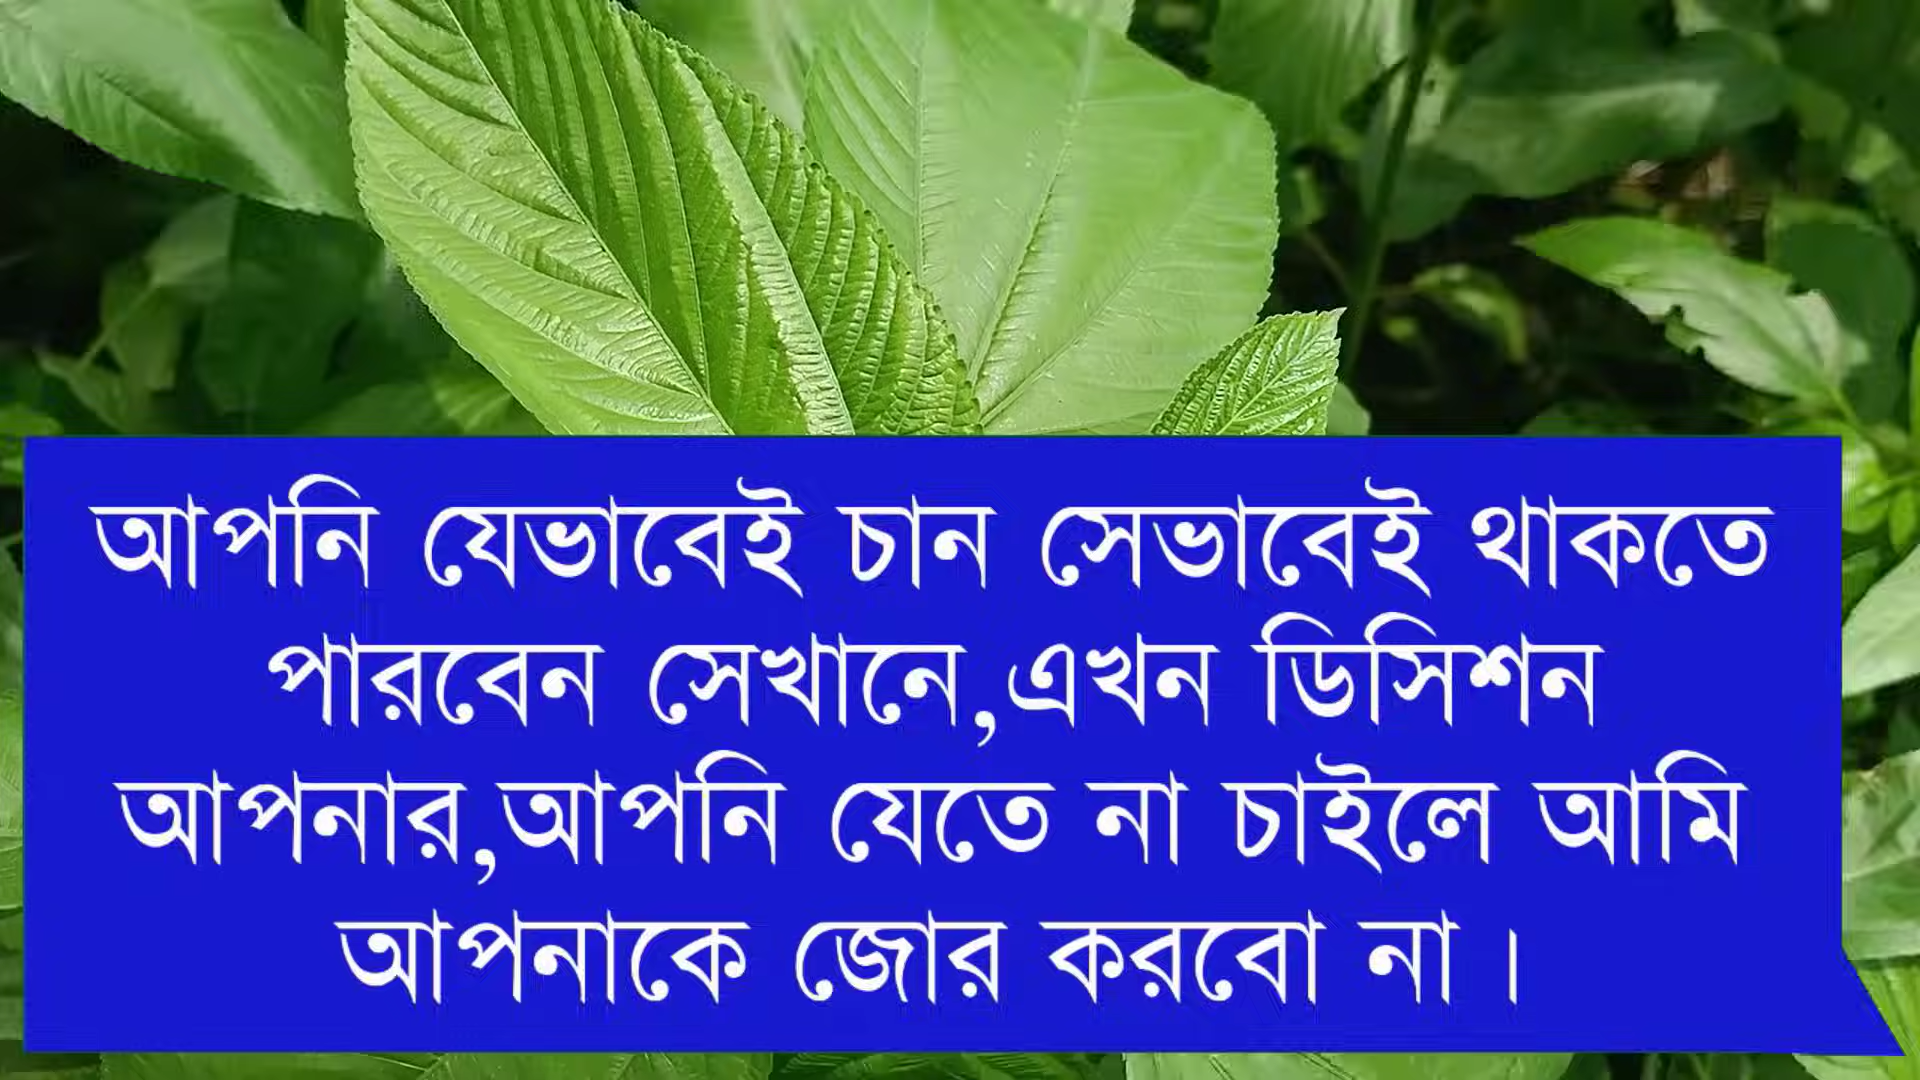 আপনি যেভাবেই চান সেভাবেই থাকতে
পারবেন সেখানে,এখন ডিসিশন
আপনার,আপনি যেতে না চাইলে আমি
আপনাকে জোর করবো না।